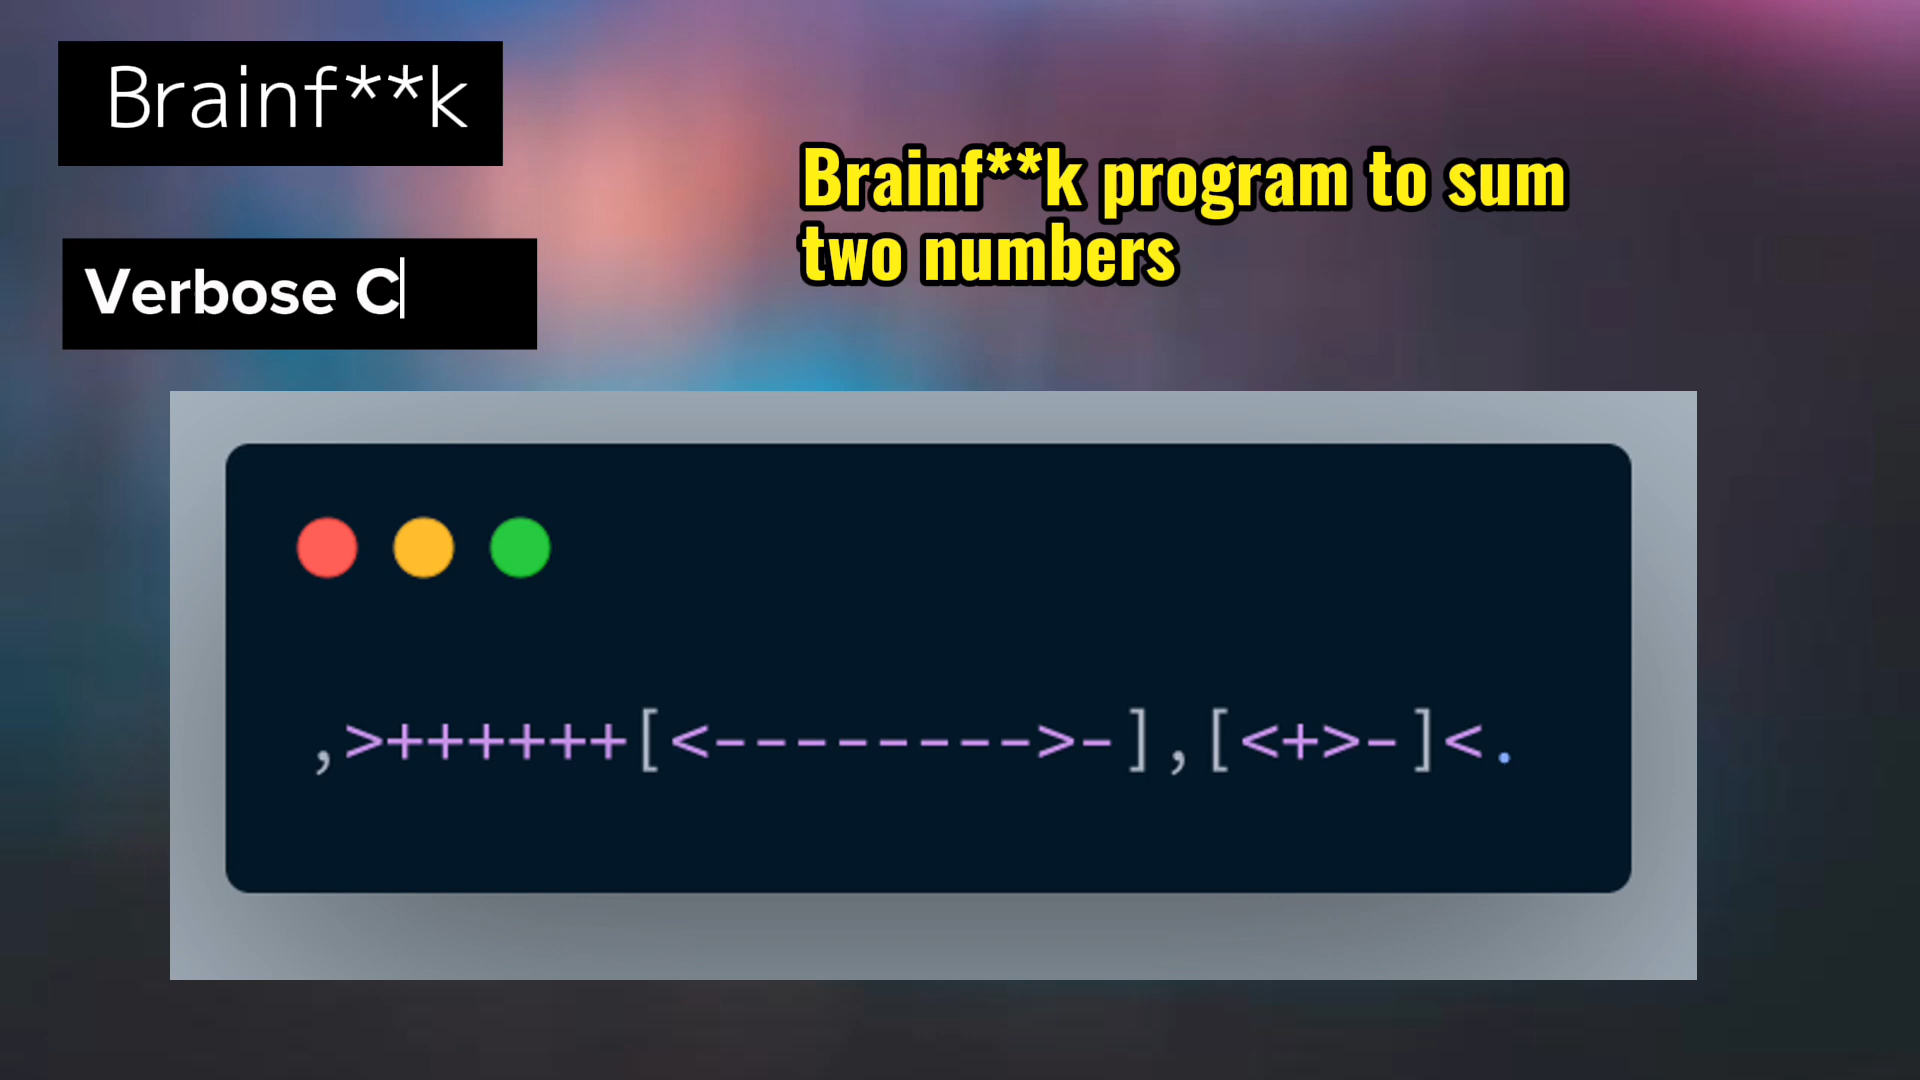 Brainf**k
Verbose C
Brainf**k program to sum
two numbers
,>++++++[<-------->-],[<+>-]<.